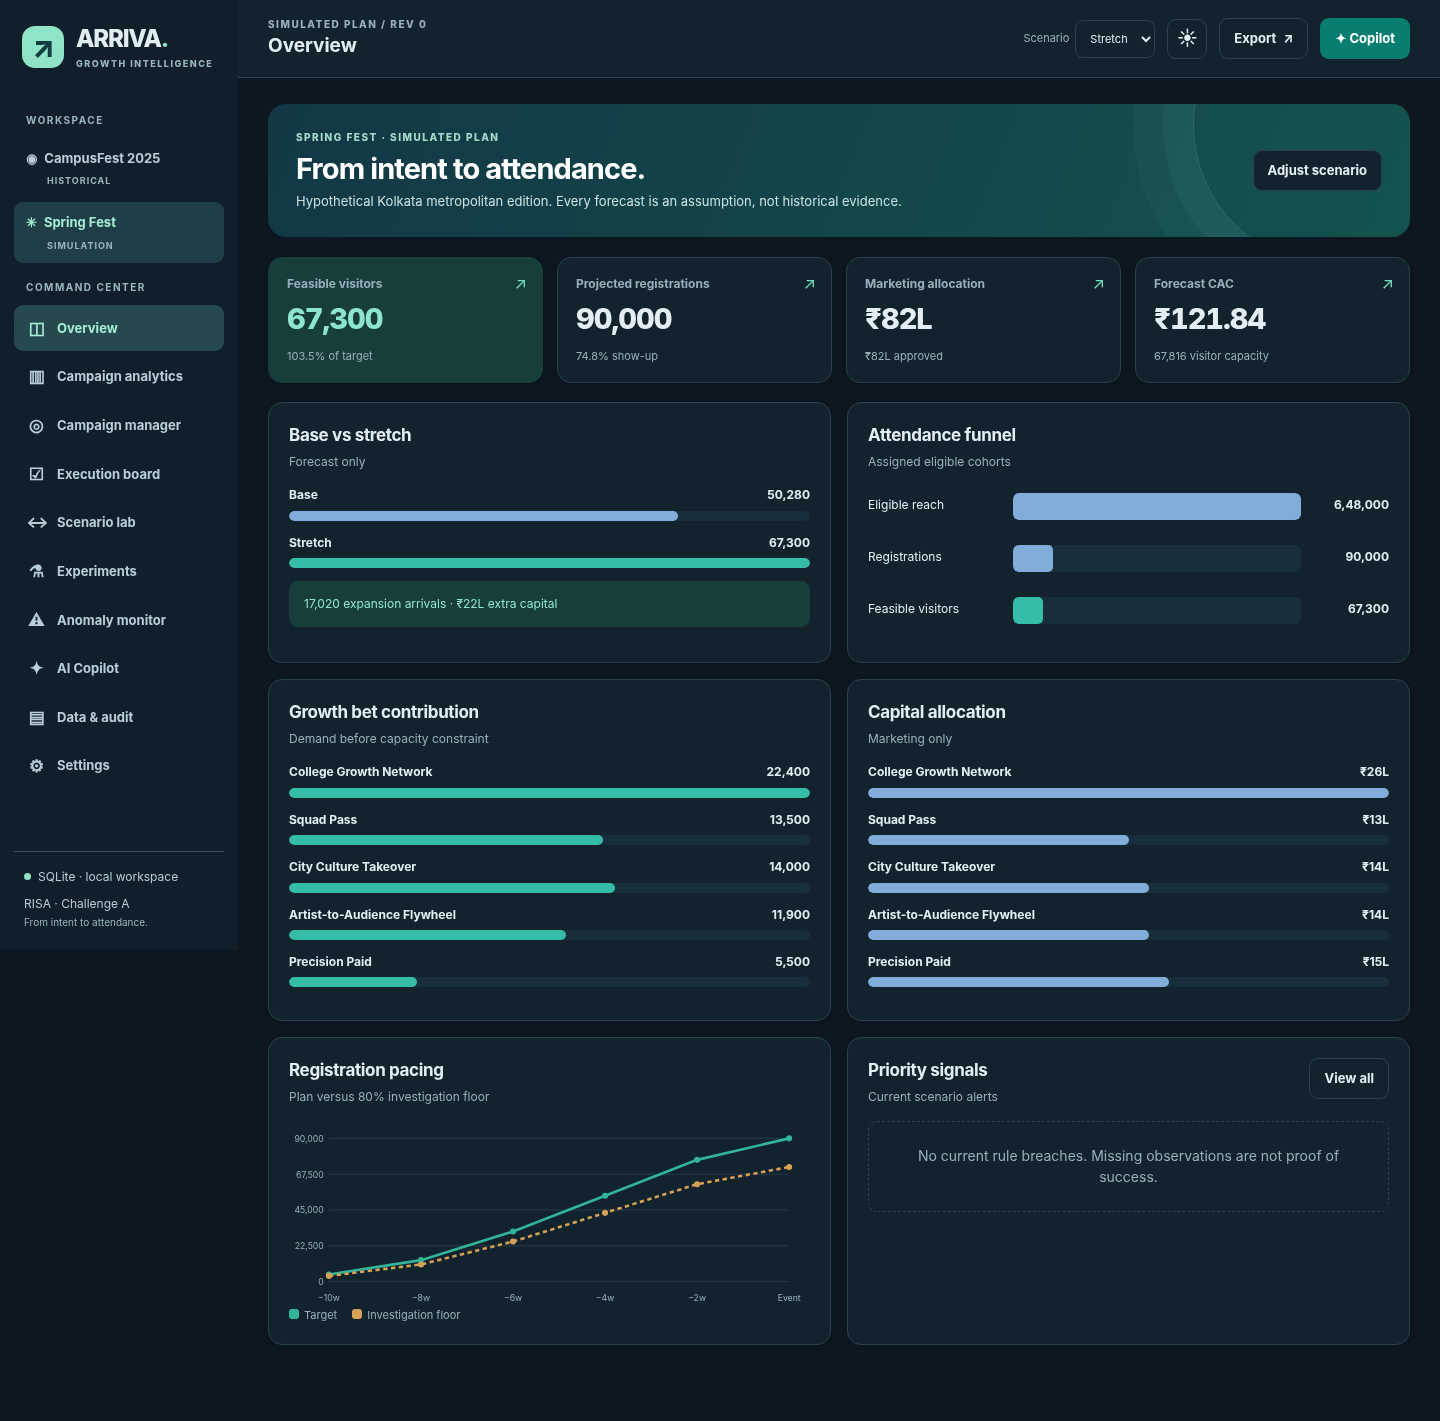 ARRIVA.
GROWTH INTELLIGENCE
WORKSPACE
CampusFest 2025
HISTORICAL
Spring Fest
SIMULATION
COMMAND CENTER
Overview
Campaign analytics
Campaign manager
Execution board
Scenario lab
Experiments
Anomaly monitor
AI Copilot
Data & audit
Settings
SQLite · local workspace
RISA · Challenge A
From intent to attendance.
SIMULATED PLAN / REV 0
Overview
Scenario
Stretch
Export ↗
✦ Copilot
SPRING FEST · SIMULATED PLAN
From intent to attendance.
Hypothetical Kolkata metropolitan edition. Every forecast is an assumption, not historical evidence.
Adjust scenario
Feasible visitors ↗
67,300
103.5% of target
Projected registrations ↗
90,000
74.8% show-up
Marketing allocation ↗
₹82L
₹82L approved
Forecast CAC ↗
₹121.84
67,816 visitor capacity
Base vs stretch
Forecast only
Base 50,280
Stretch 67,300
17,020 expansion arrivals · ₹22L extra capital
Attendance funnel
Assigned eligible cohorts
Eligible reach 6,48,000
Registrations 90,000
Feasible visitors 67,300
Growth bet contribution
Demand before capacity constraint
College Growth Network 22,400
Squad Pass 13,500
City Culture Takeover 14,000
Artist-to-Audience Flywheel 11,900
Precision Paid 5,500
Capital allocation
Marketing only
College Growth Network ₹26L
Squad Pass ₹13L
City Culture Takeover ₹14L
Artist-to-Audience Flywheel ₹14L
Precision Paid ₹15L
Registration pacing
Plan versus 80% investigation floor
90,000
67,500
45,000
22,500
0
−10w −8w −6w −4w −2w Event
Target Investigation floor
Priority signals
Current scenario alerts
View all
No current rule breaches. Missing observations are not proof of
success.